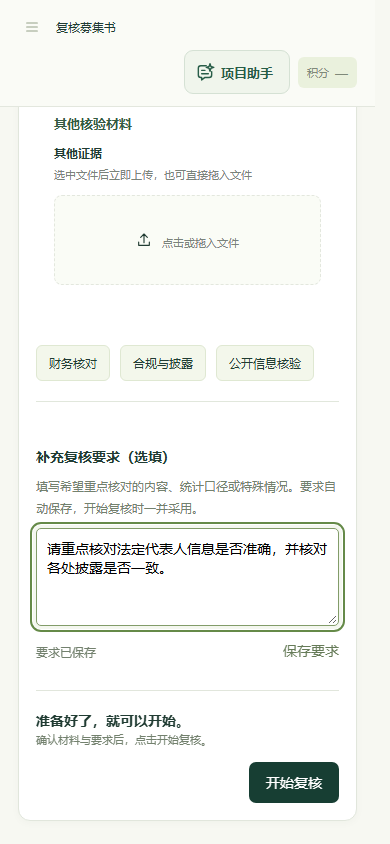 复核募集书
项目助手
积分 —
其他核验材料
其他证据
选中文件后立即上传，也可直接拖入文件
点击或拖入文件
财务核对
合规与披露
公开信息核验
补充复核要求（选填）
填写希望重点核对的内容、统计口径或特殊情况。要求自
动保存，开始复核时一并采用。
请重点核对法定代表人信息是否准确，并核对
各处披露是否一致。
要求已保存
保存要求
准备好了，就可以开始。
确认材料与要求后，点击开始复核。
开始复核